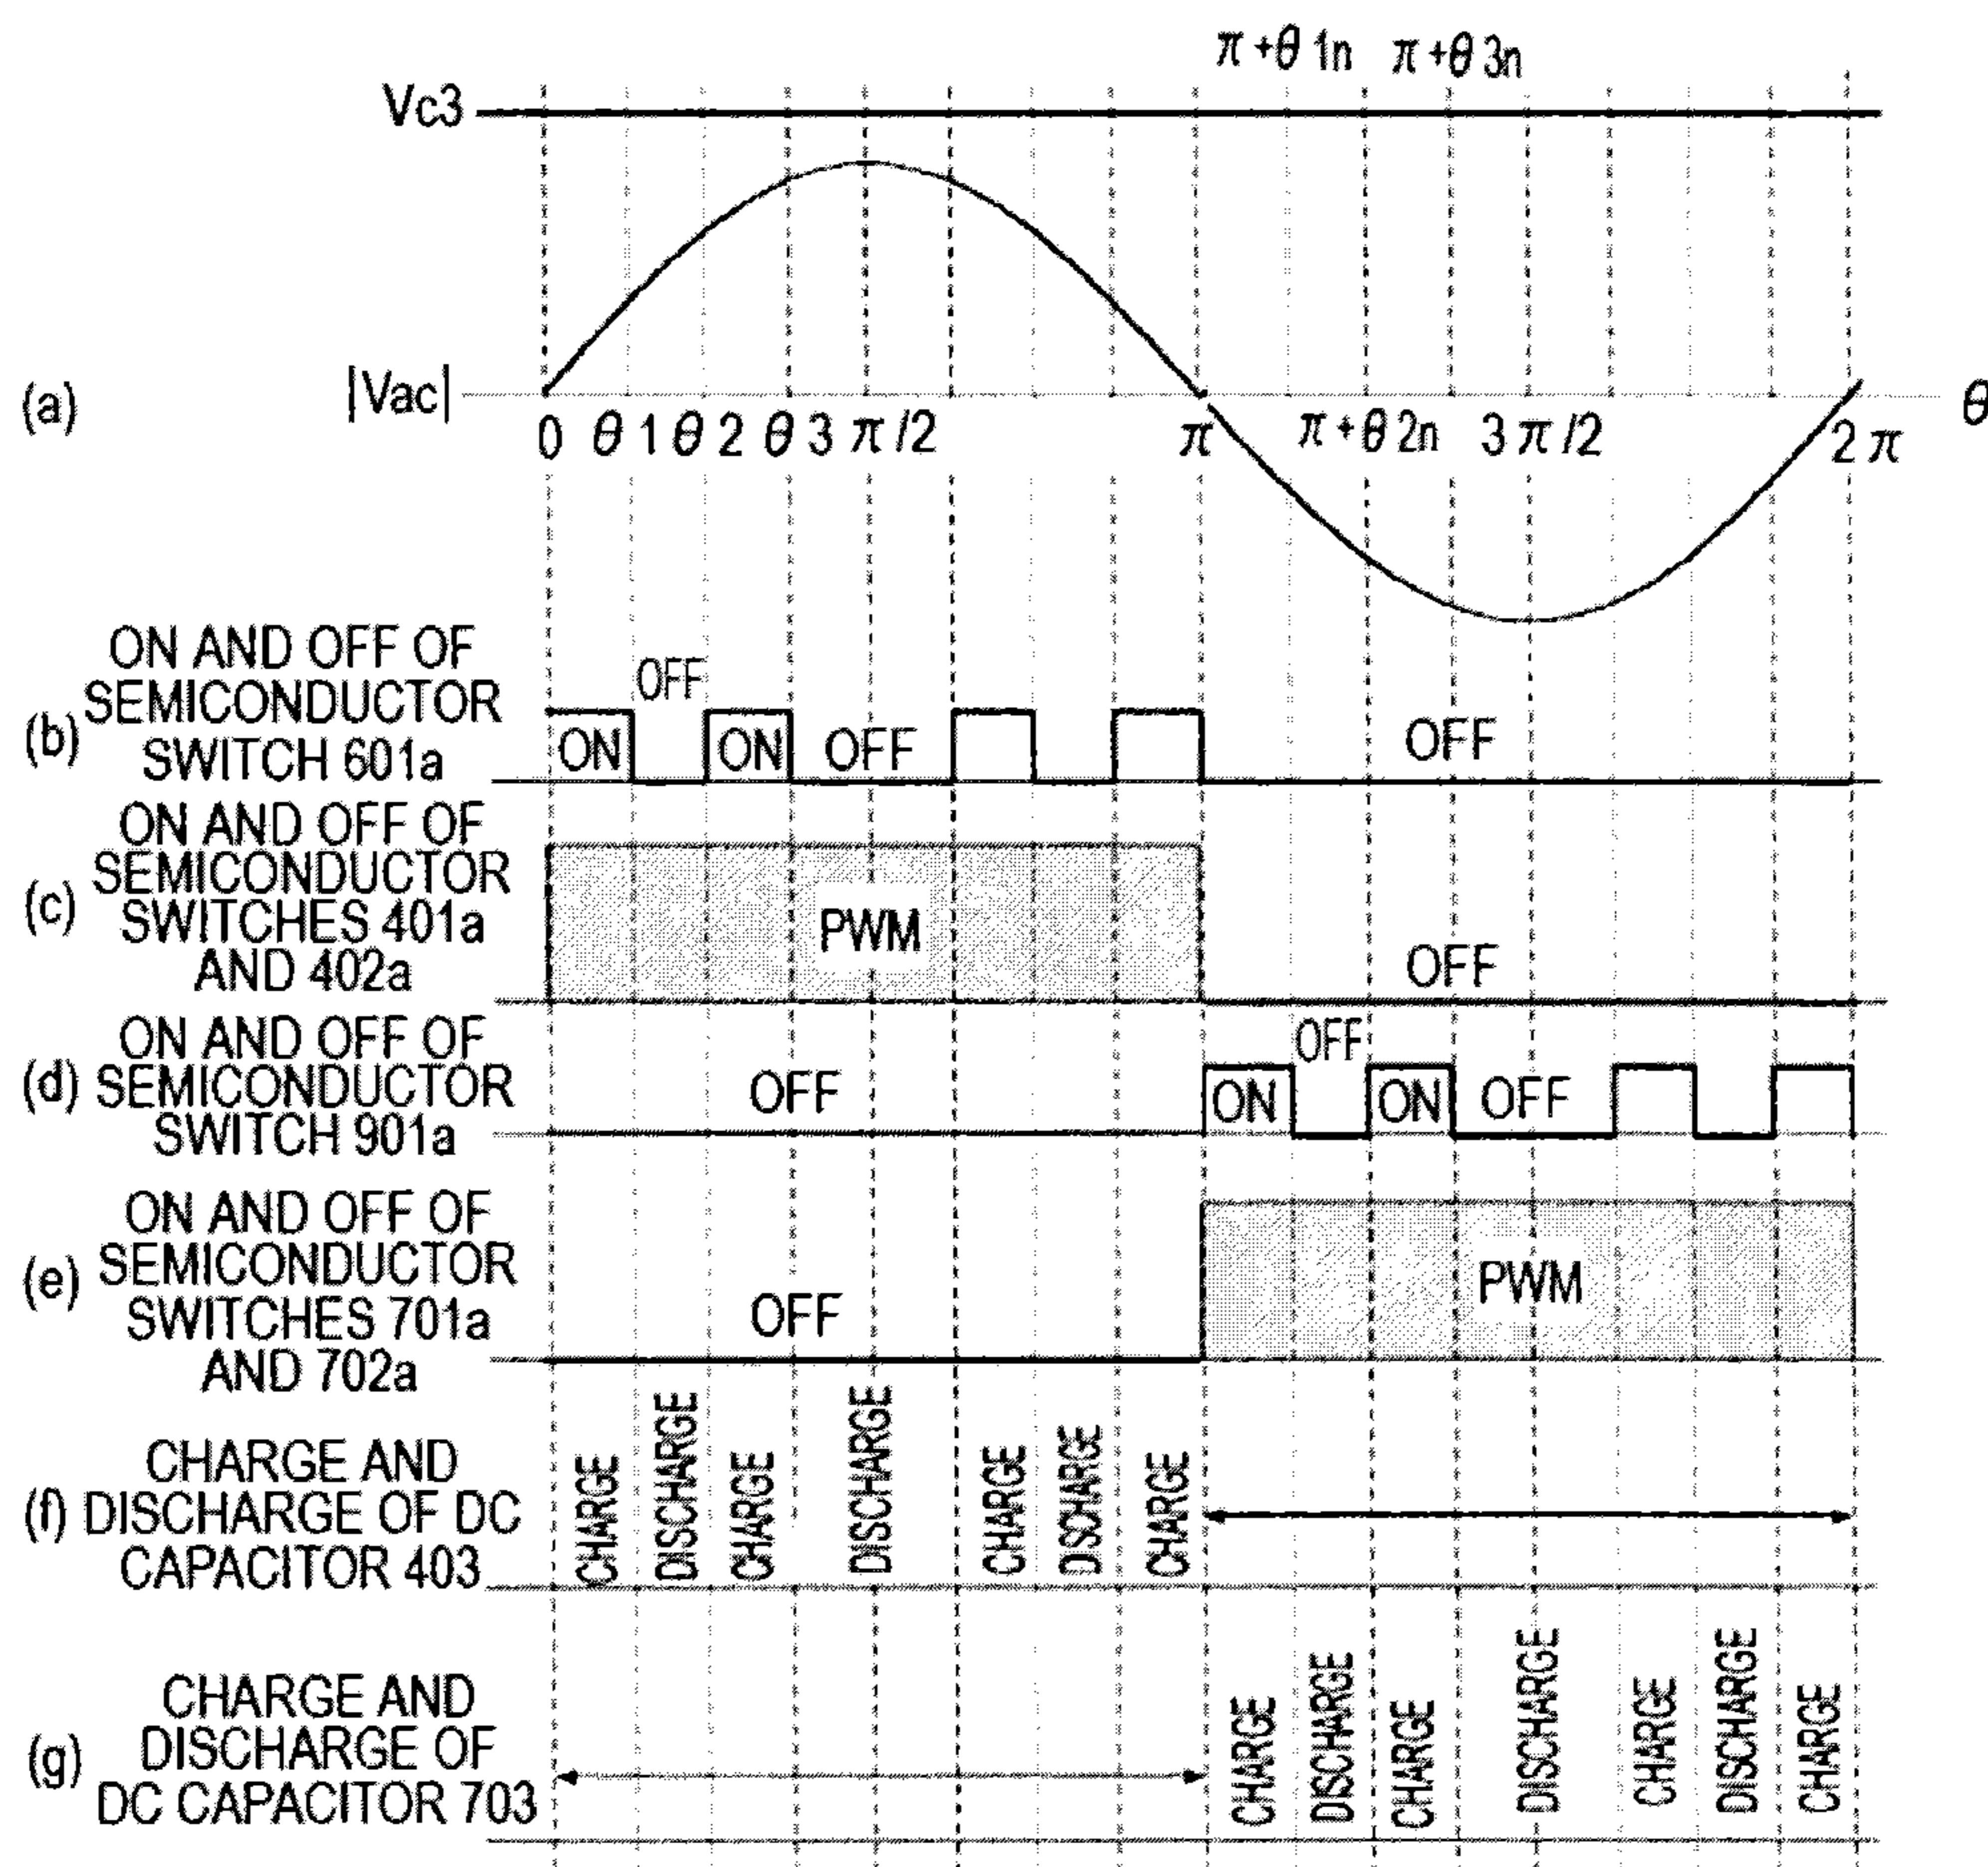 π+θ1n π+θ3n
Vc3
(a) |Vac| θ
0 θ1 θ2 θ3 π/2 π π+θ2n 3π/2 2π
(b) ON AND OFF OF
SEMICONDUCTOR
SWITCH 601a
ON OFF ON OFF OFF
(c) ON AND OFF OF
SEMICONDUCTOR
SWITCHES 401a
AND 402a
PWM OFF
(d) ON AND OFF OF
SEMICONDUCTOR
SWITCH 901a
OFF ON OFF ON OFF
(e) ON AND OFF OF
SEMICONDUCTOR
SWITCHES 701a
AND 702a
OFF PWM
(f) CHARGE AND
DISCHARGE OF DC
CAPACITOR 403
CHARGE
DISCHARGE
CHARGE
DISCHARGE
CHARGE
DISCHARGE
CHARGE
(g) CHARGE AND
DISCHARGE OF
DC CAPACITOR 703
CHARGE
DISCHARGE
CHARGE
DISCHARGE
CHARGE
DISCHARGE
CHARGE